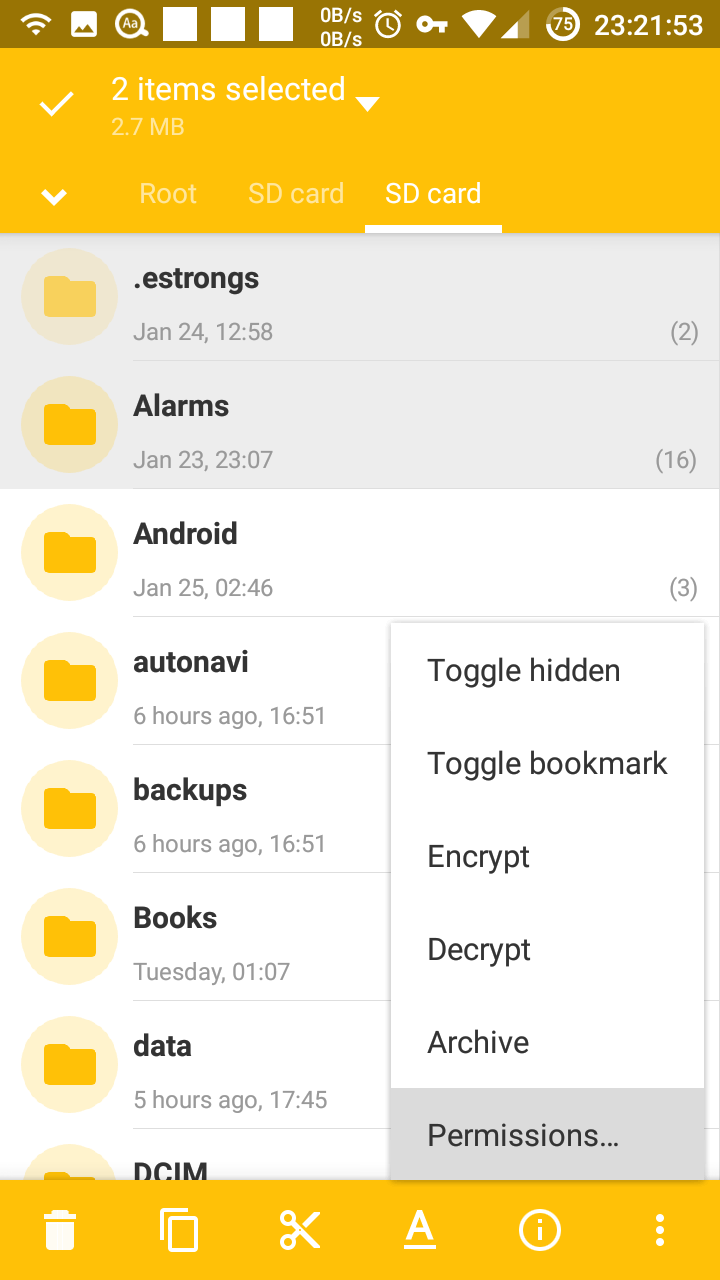 Aa
0B/s
0B/s
75
23:21:53
2 items selected
2.7 MB
Root
SD card
SD card
.estrongs
Jan 24, 12:58
(2)
Alarms
Jan 23, 23:07
(16)
Android
Jan 25, 02:46
(3)
autonavi
6 hours ago, 16:51
backups
6 hours ago, 16:51
Books
Tuesday, 01:07
data
5 hours ago, 17:45
DCIM
Toggle hidden
Toggle bookmark
Encrypt
Decrypt
Archive
Permissions...
A